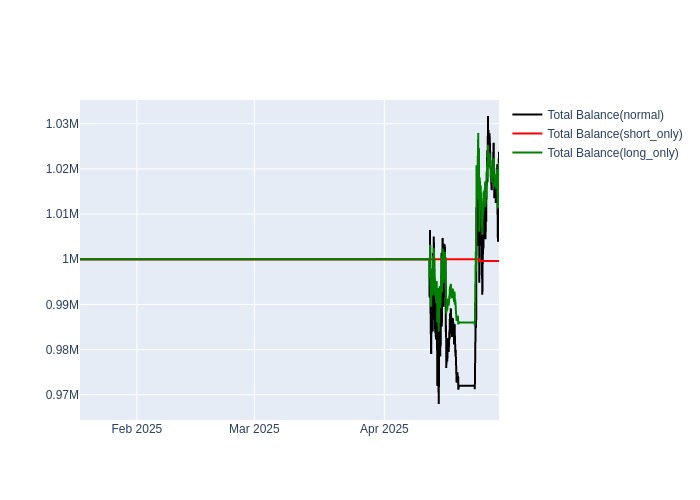 1.03M
1.02M
1.01M
1M
0.99M
0.98M
0.97M
Feb 2025
Mar 2025
Apr 2025
Total Balance(normal)
Total Balance(short_only)
Total Balance(long_only)